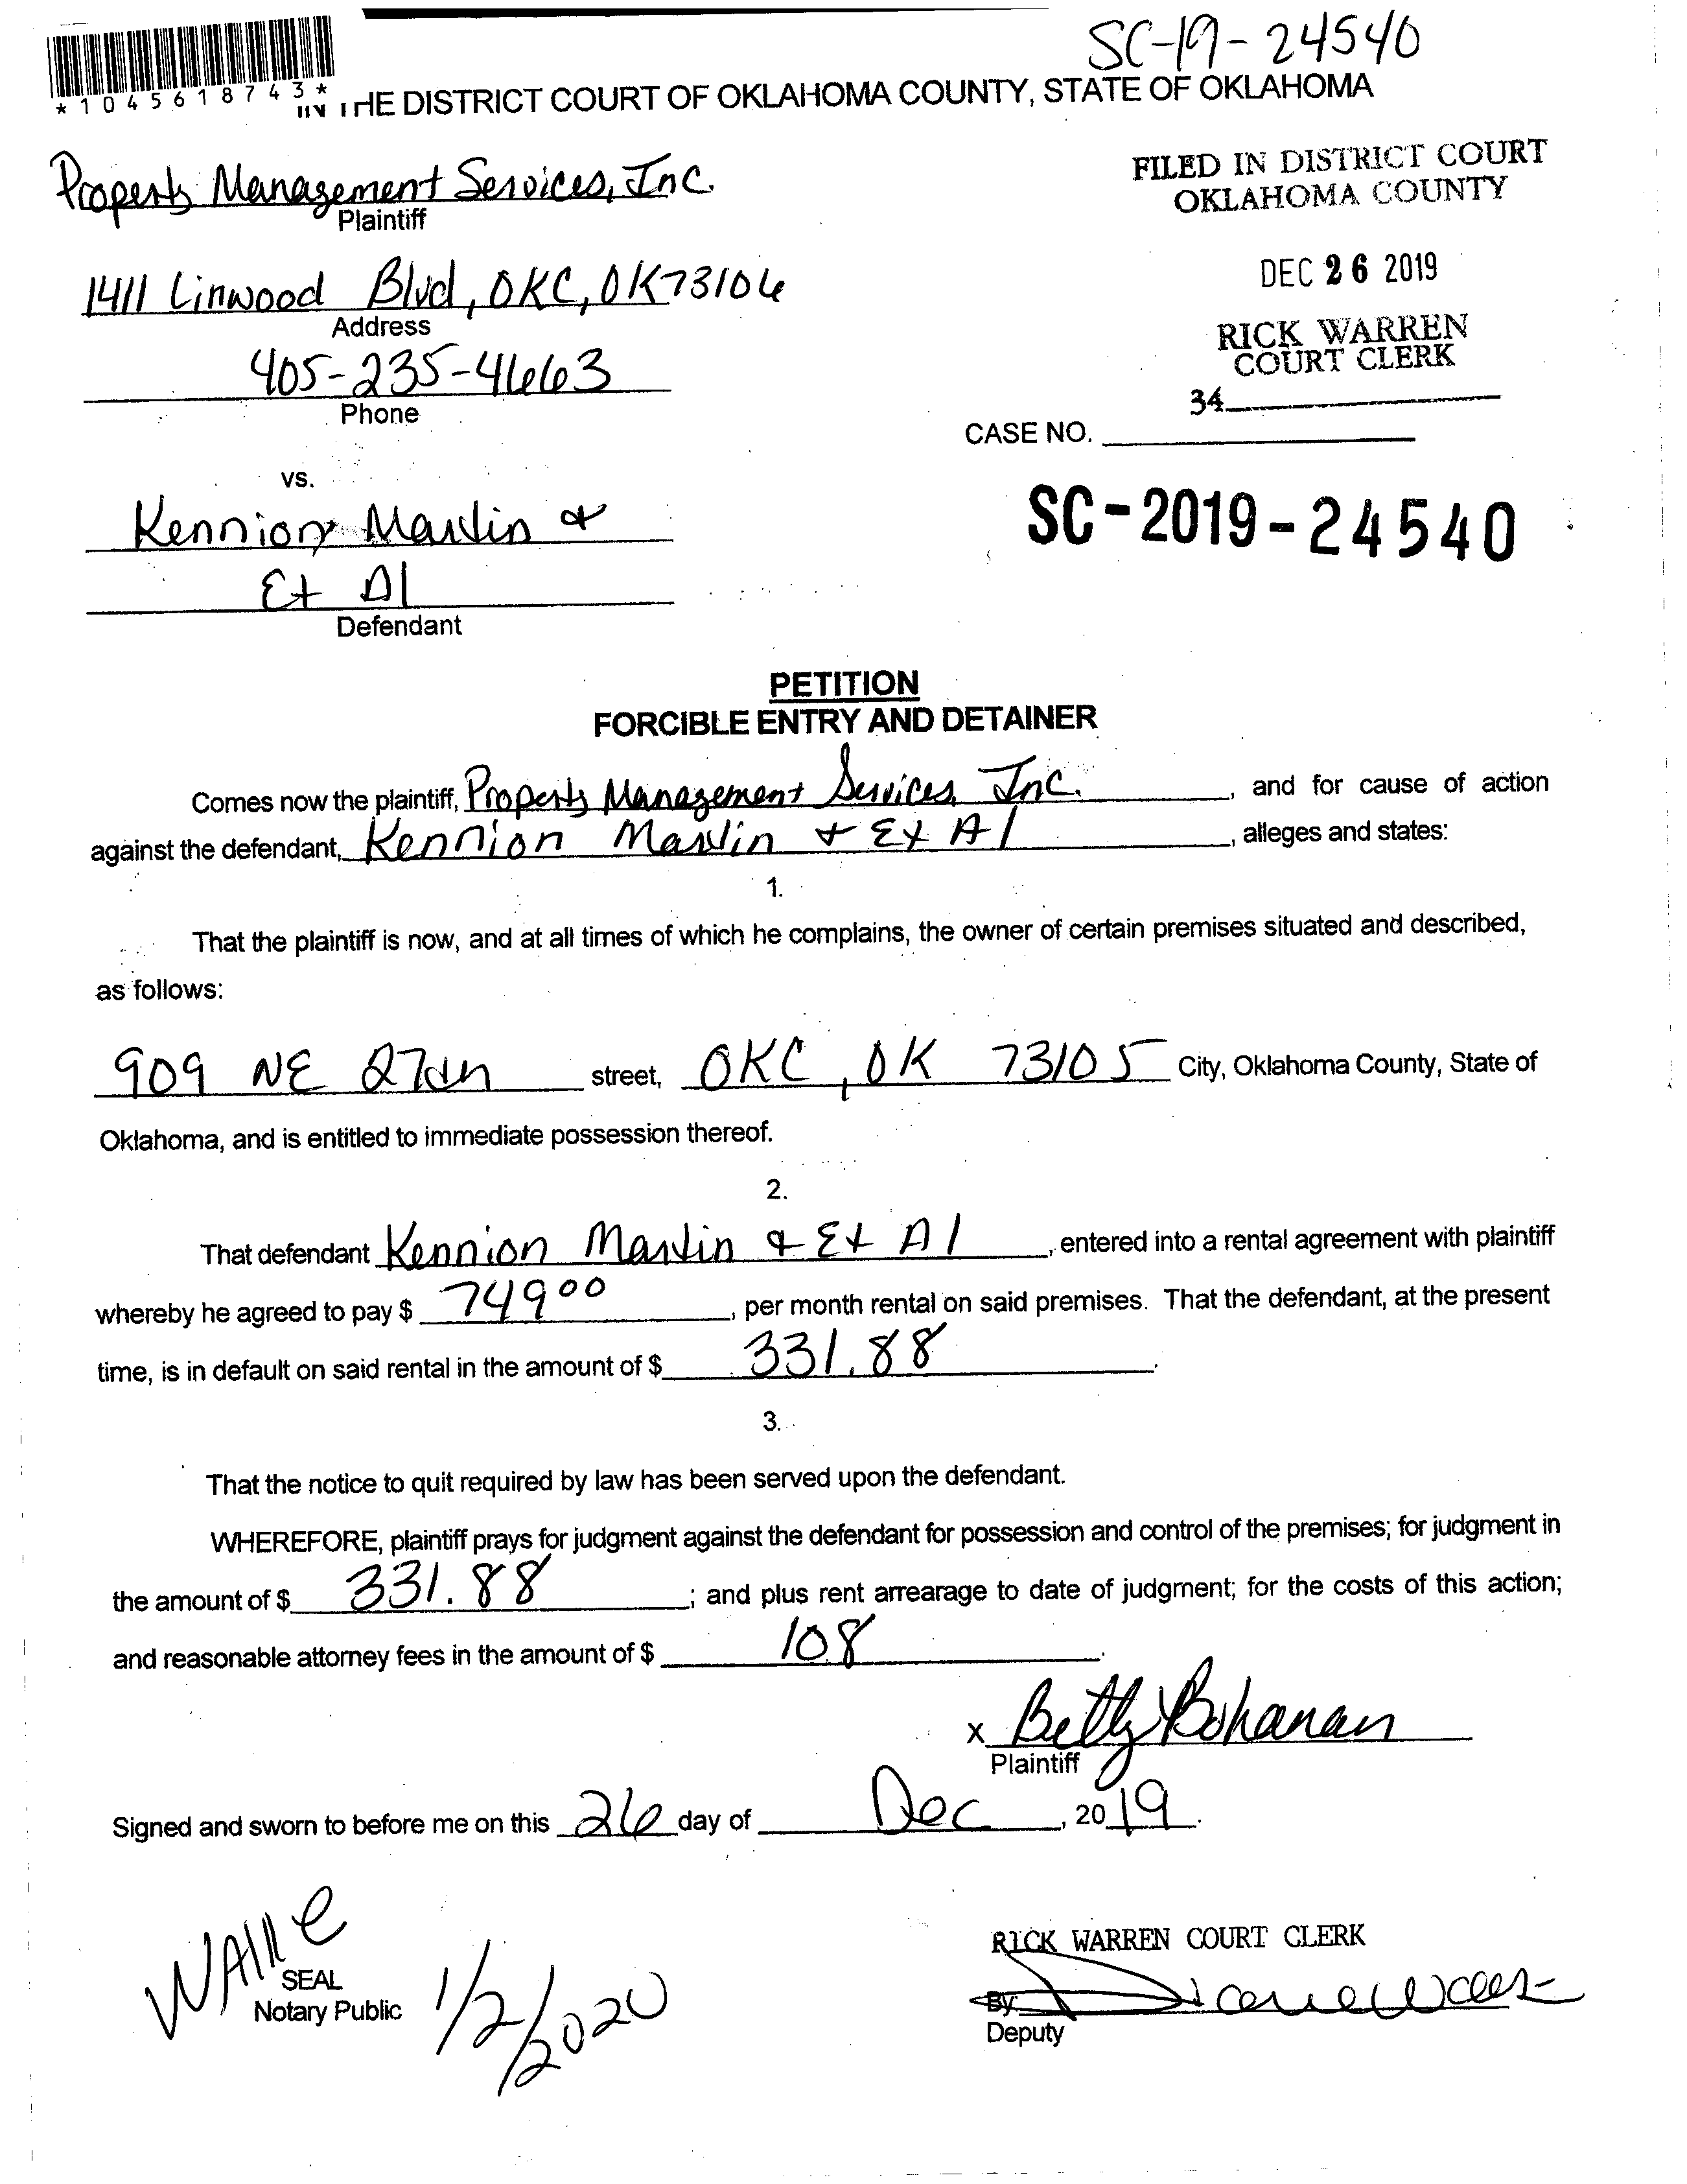 SC-19-24540
*1045618743*
IN THE DISTRICT COURT OF OKLAHOMA COUNTY, STATE OF OKLAHOMA
Property Management Services, Inc.
Plaintiff
FILED IN DISTRICT COURT
OKLAHOMA COUNTY
1411 Linwood Blvd, OKC, OK 73106
Address
DEC 26 2019
405-235-4663
Phone
RICK WARREN
COURT CLERK
34
CASE NO.
vs.
Kennion Martin &
Et Al
Defendant
SC-2019-24540
PETITION
FORCIBLE ENTRY AND DETAINER
Comes now the plaintiff, Property Management Services, Inc., and for cause of action
against the defendant, Kennion Martin & Et Al, alleges and states:
1.
That the plaintiff is now, and at all times of which he complains, the owner of certain premises situated and described,
as follows:
909 NE 27th street, OKC, OK 73105 City, Oklahoma County, State of
Oklahoma, and is entitled to immediate possession thereof.
2.
That defendant Kennion Martin & Et Al, entered into a rental agreement with plaintiff
whereby he agreed to pay $ 749 00, per month rental on said premises. That the defendant, at the present
time, is in default on said rental in the amount of $ 331.88.
3.
That the notice to quit required by law has been served upon the defendant.
WHEREFORE, plaintiff prays for judgment against the defendant for possession and control of the premises; for judgment in
the amount of $ 331.88; and plus rent arrearage to date of judgment; for the costs of this action;
and reasonable attorney fees in the amount of $ 108.
x Betty Bohanan
Plaintiff
Signed and sworn to before me on this 26 day of Dec, 2019.
SEAL
Notary Public
1/2/2020
RICK WARREN COURT CLERK
By:
Deputy